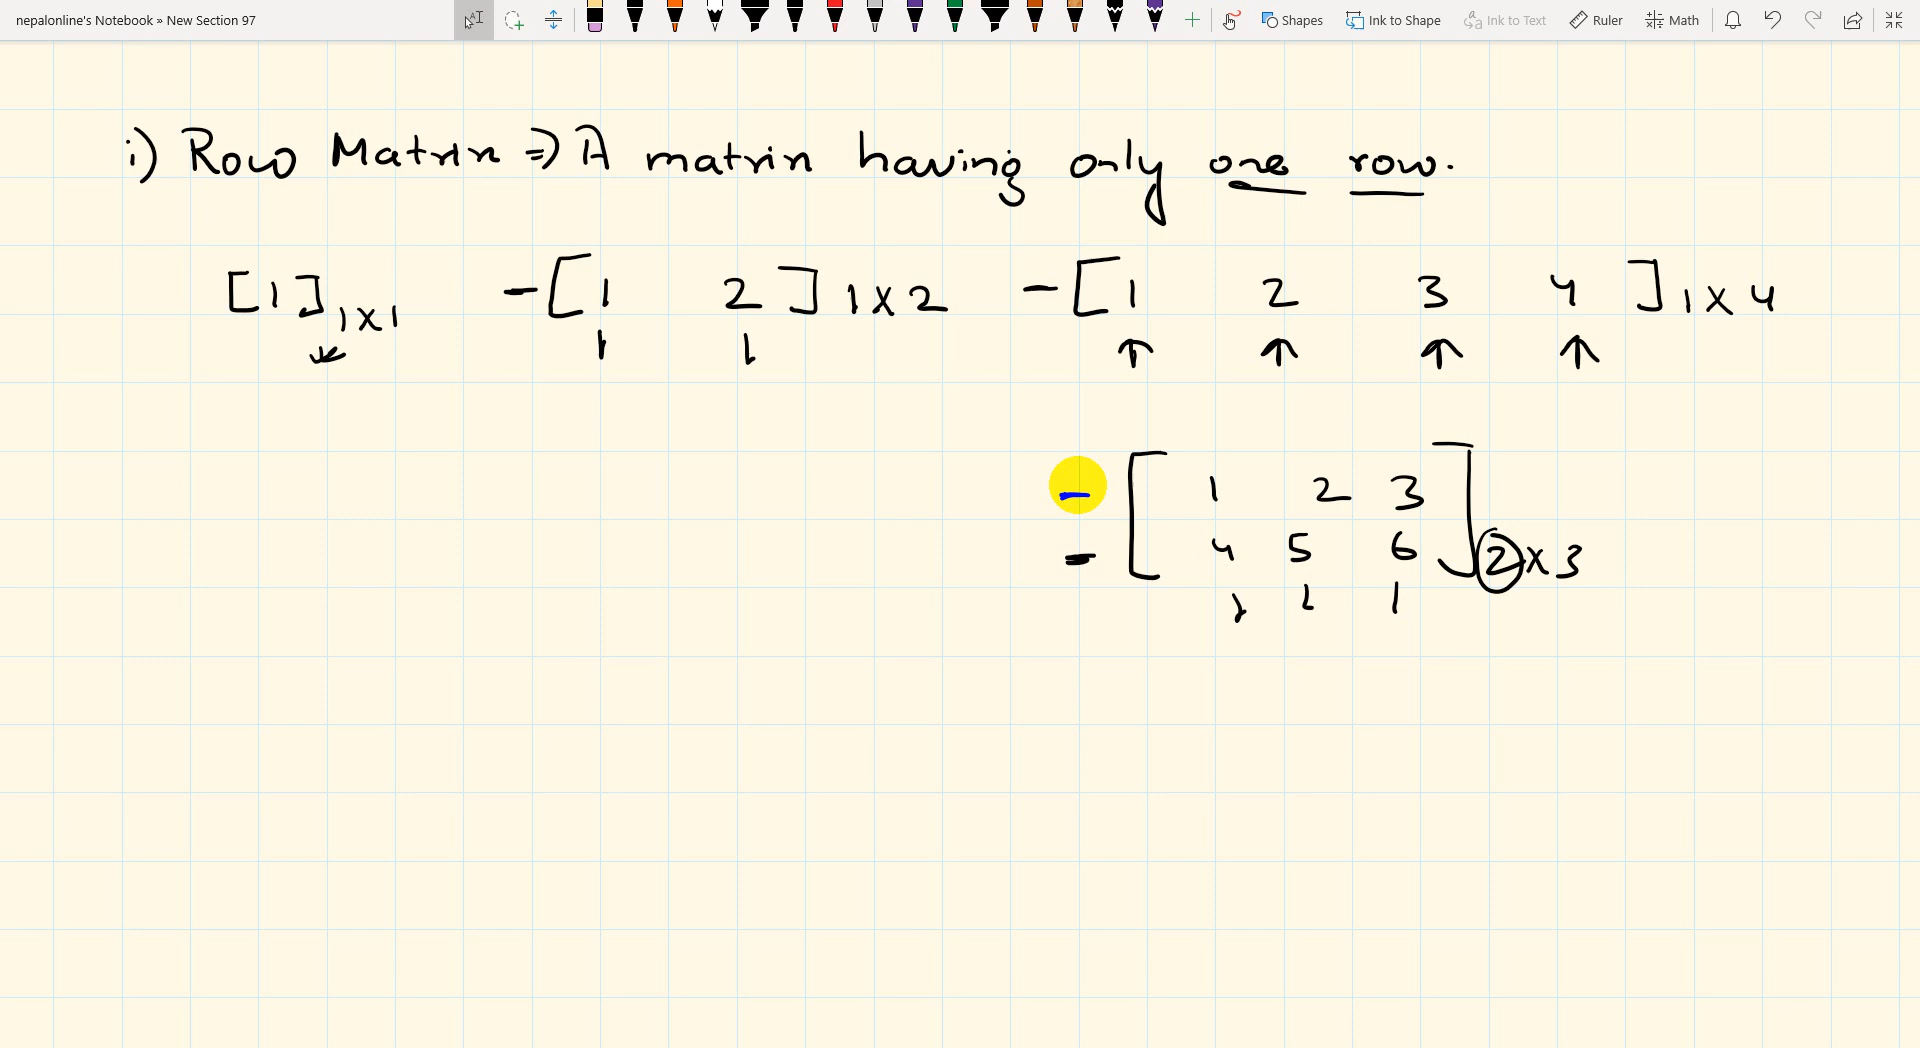 nepalonline's Notebook » New Section 97
Shapes Ink to Shape Ink to Text Ruler Math
i) Row Matrix ⇒ A matrix having only one row.
[1] 1x1 - [1 2] 1x2 - [1 2 3 4] 1x4
- [1 2 3
- 4 5 6] 2x3